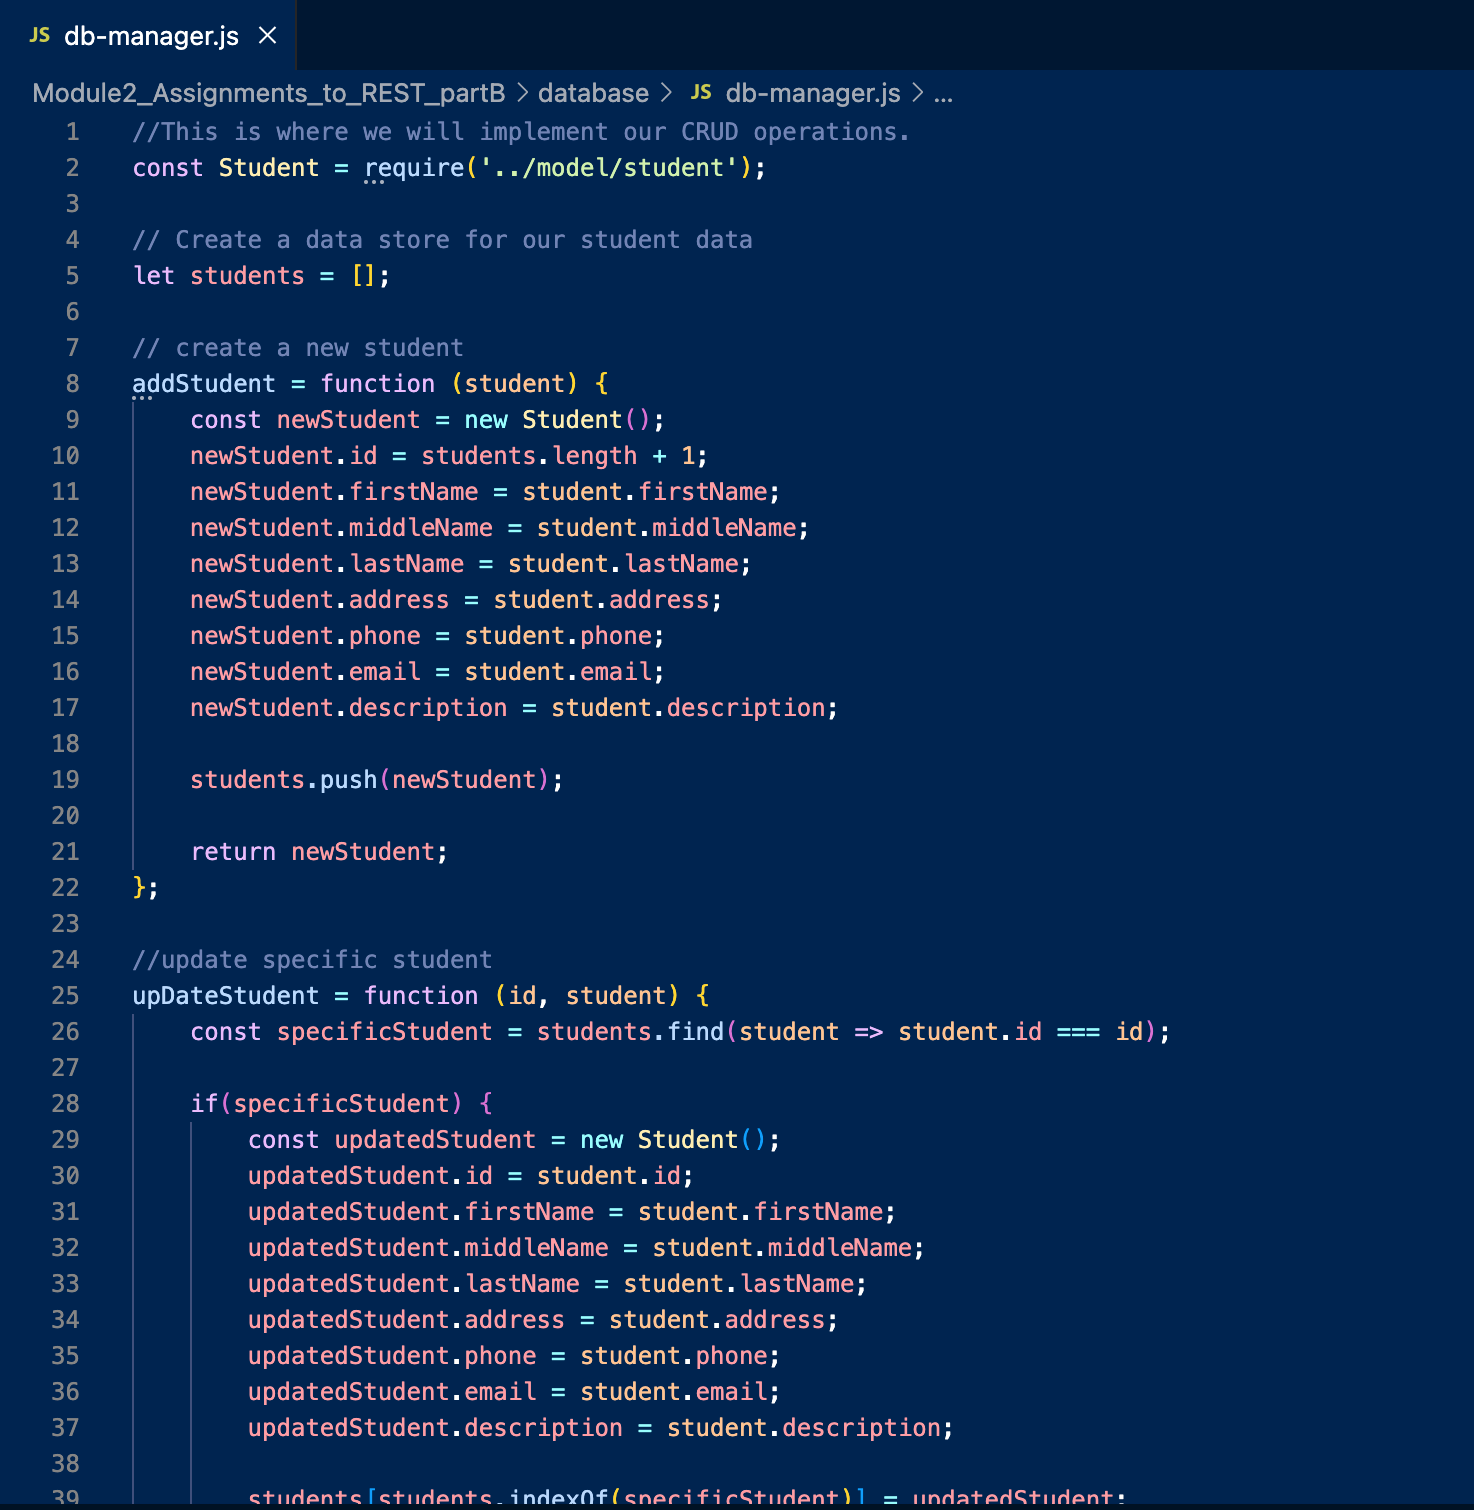 JS db-manager.js ×
Module2_Assignments_to_REST_partB > database > JS db-manager.js > ...
1 //This is where we will implement our CRUD operations.
2 const Student = require('../model/student');
3
4 // Create a data store for our student data
5 let students = [];
6
7 // create a new student
8 addStudent = function (student) {
9     const newStudent = new Student();
10     newStudent.id = students.length + 1;
11     newStudent.firstName = student.firstName;
12     newStudent.middleName = student.middleName;
13     newStudent.lastName = student.lastName;
14     newStudent.address = student.address;
15     newStudent.phone = student.phone;
16     newStudent.email = student.email;
17     newStudent.description = student.description;
18
19     students.push(newStudent);
20
21     return newStudent;
22 };
23
24 //update specific student
25 upDateStudent = function (id, student) {
26     const specificStudent = students.find(student => student.id === id);
27
28     if(specificStudent) {
29         const updatedStudent = new Student();
30         updatedStudent.id = student.id;
31         updatedStudent.firstName = student.firstName;
32         updatedStudent.middleName = student.middleName;
33         updatedStudent.lastName = student.lastName;
34         updatedStudent.address = student.address;
35         updatedStudent.phone = student.phone;
36         updatedStudent.email = student.email;
37         updatedStudent.description = student.description;
38
39         students[students.indexOf(specificStudent)] = updatedStudent;